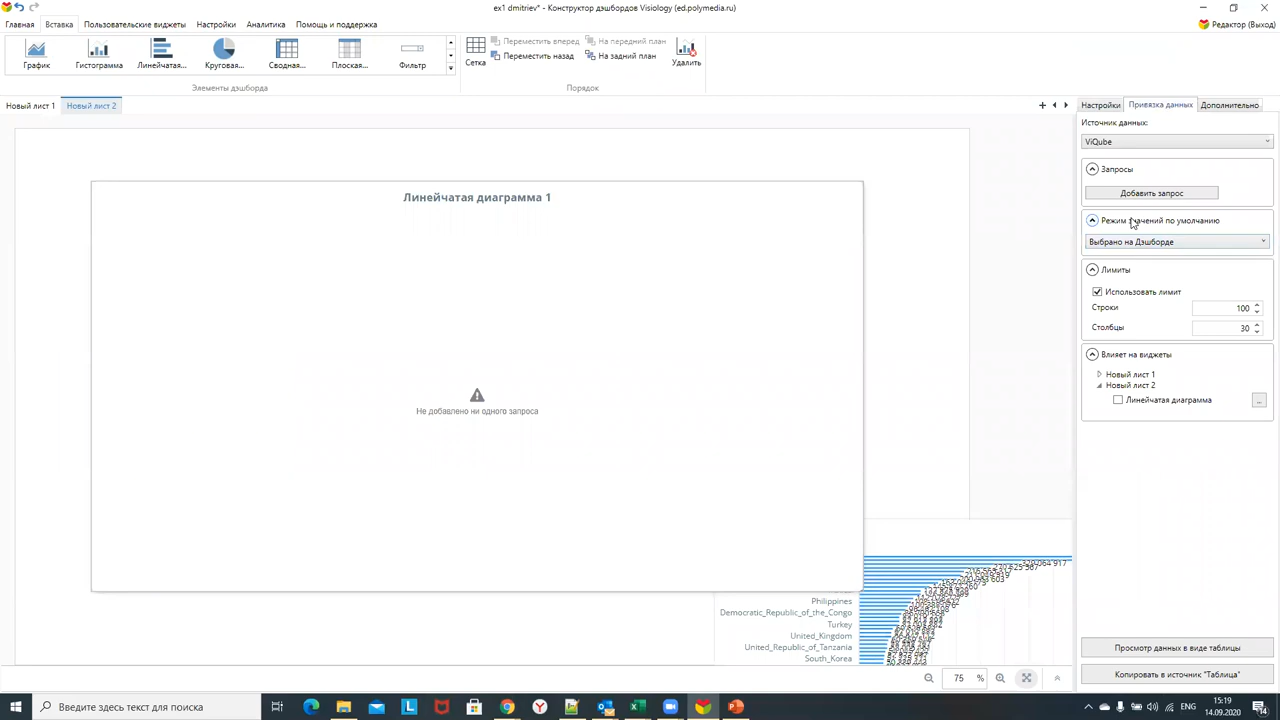 ex1 dmitriev* - Конструктор дэшбордов Visiology (ed.polymedia.ru)
Главная Вставка Пользовательские виджеты Настройки Аналитика Помощь и поддержка
Редактор (Выход)
График Гистограмма Линейчатая... Круговая... Сводная... Плоская... Фильтр
Сетка
Переместить вперед На передний план
Переместить назад На задний план
Удалить
Элементы дэшборда Порядок
Новый лист 1 Новый лист 2
Настройки Привязка данных Дополнительно
Источник данных:
ViQube
Запросы
Добавить запрос
Режим значений по умолчанию
Выбрано на Дэшборде
Лимиты
Использовать лимит
Строки 100
Столбцы 30
Влияет на виджеты
Новый лист 1
Новый лист 2
Линейчатая диаграмма ...
Просмотр данных в виде таблицы
Копировать в источник "Таблица"
Линейчатая диаграмма 1
Не добавлено ни одного запроса
Philippines
Democratic_Republic_of_the_Congo
Turkey
United_Kingdom
United_Republic_of_Tanzania
South_Korea
75 %
Введите здесь текст для поиска
ENG
15:19
14.09.2020
14